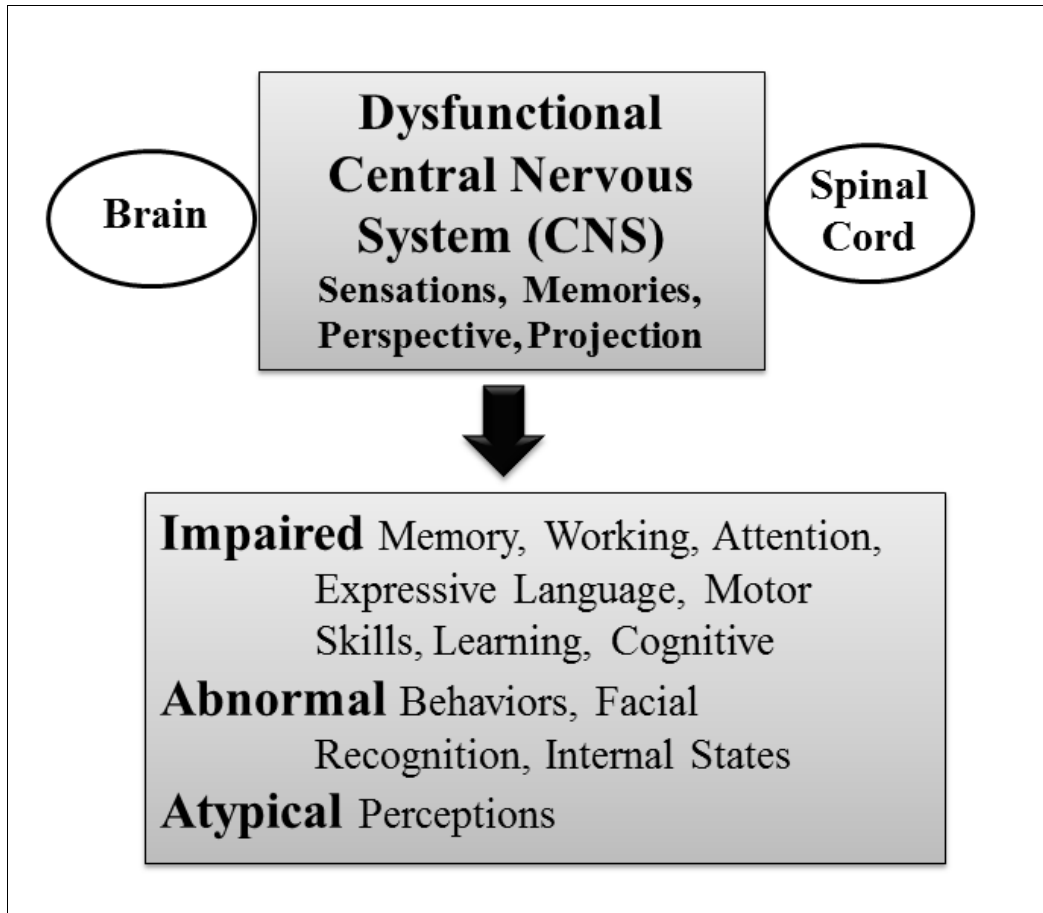 Dysfunctional
Central Nervous
System (CNS)
Sensations, Memories,
Perspective, Projection
Brain
Spinal
Cord
Impaired Memory, Working, Attention,
Expressive Language, Motor
Skills, Learning, Cognitive
Abnormal Behaviors, Facial
Recognition, Internal States
Atypical Perceptions